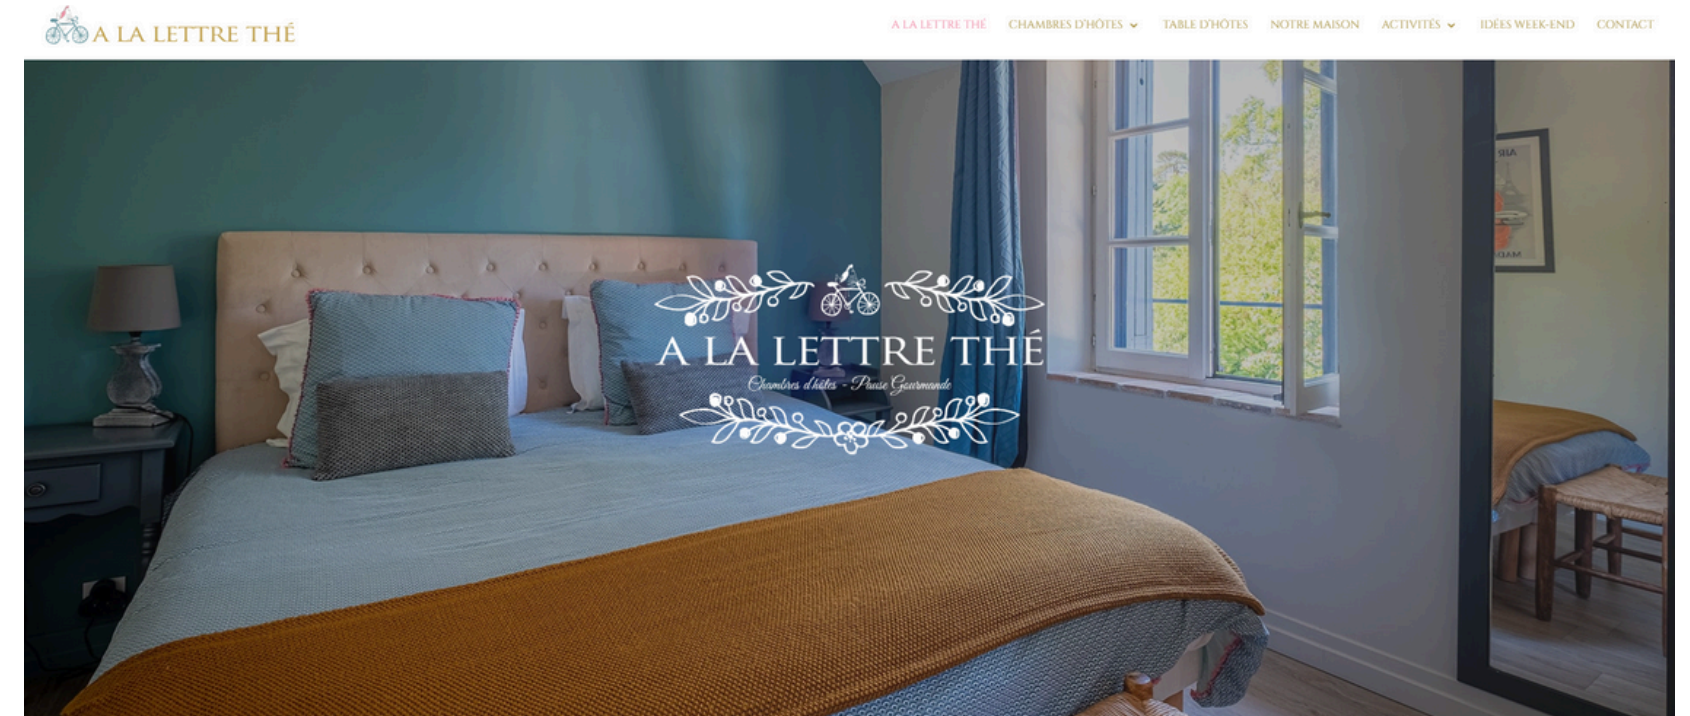 A LA LETTRE THÉ
A LA LETTRE THÉ CHAMBRES D'HÔTES TABLE D'HÔTES NOTRE MAISON ACTIVITÉS IDÉES WEEK-END CONTACT
A LA LETTRE THÉ
Chambres d'hôtes - Pause Gourmande